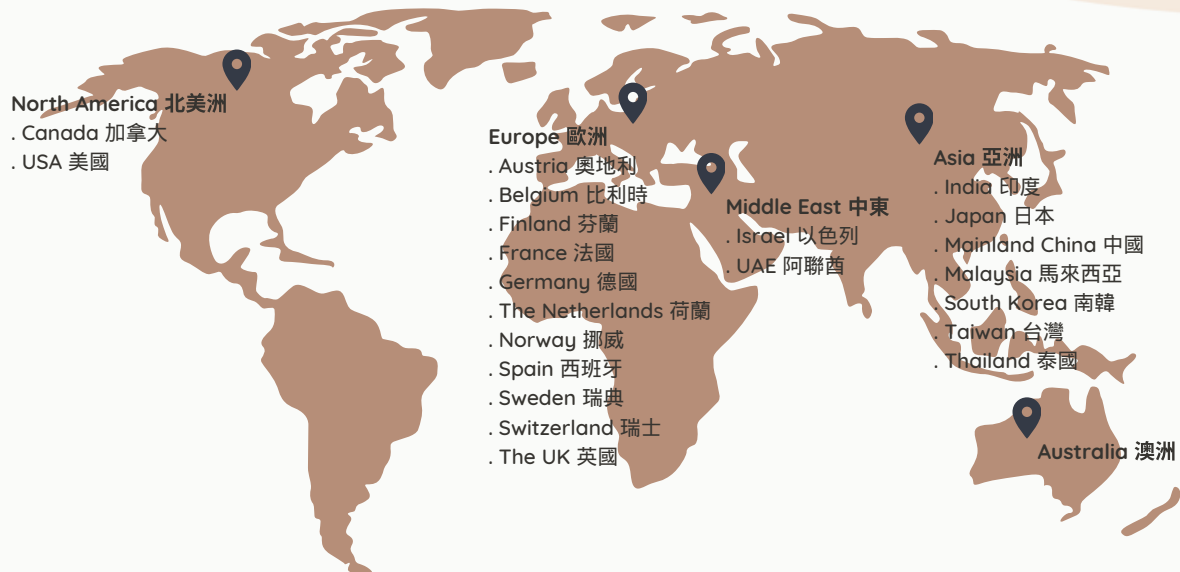 North America 北美洲
. Canada 加拿大
. USA 美國
Europe 歐洲
. Austria 奧地利
. Belgium 比利時
. Finland 芬蘭
. France 法國
. Germany 德國
. The Netherlands 荷蘭
. Norway 挪威
. Spain 西班牙
. Sweden 瑞典
. Switzerland 瑞士
. The UK 英國
Middle East 中東
. Israel 以色列
. UAE 阿聯酋
Asia 亞洲
. India 印度
. Japan 日本
. Mainland China 中國
. Malaysia 馬來西亞
. South Korea 南韓
. Taiwan 台灣
. Thailand 泰國
Australia 澳洲